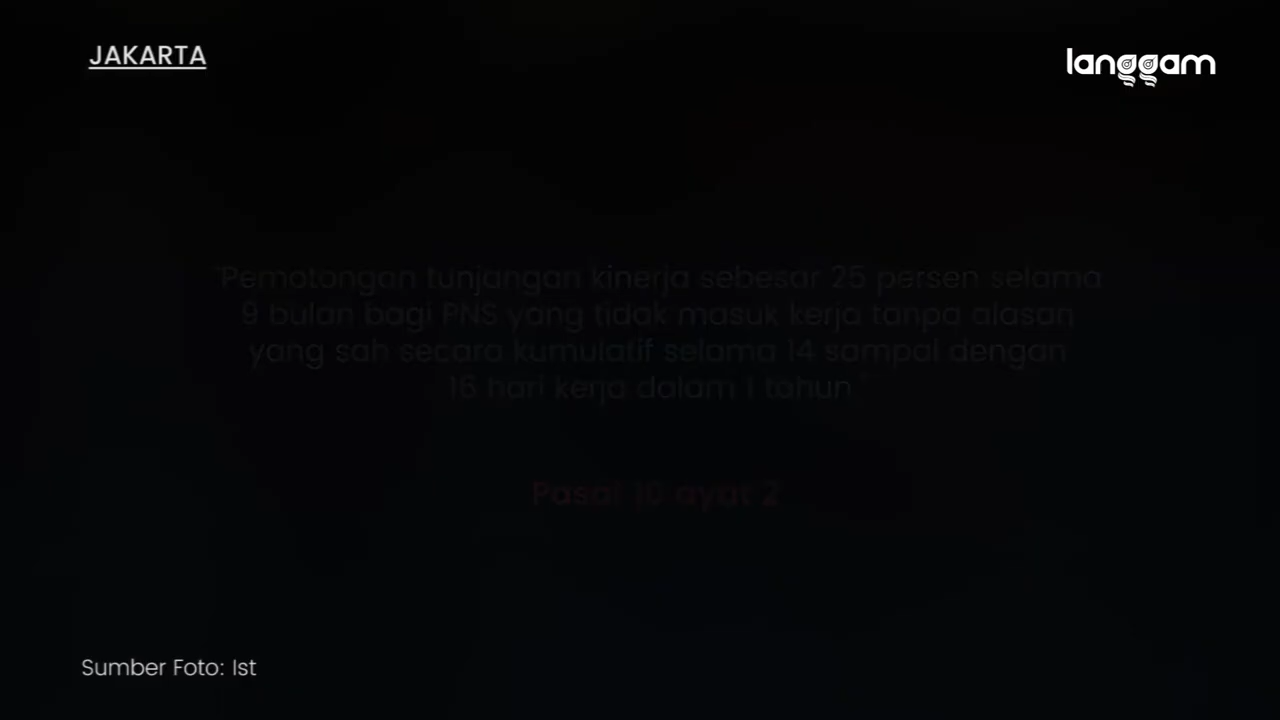 JAKARTA
langgam
"Pemotongan tunjangan kinerja sebesar 25 persen selama
9 bulan bagi PNS yang tidak masuk kerja tanpa alasan
yang sah secara kumulatif selama 14 sampai dengan
16 hari kerja dalam 1 tahun"
Pasal 10 ayat 2
Sumber Foto: Ist